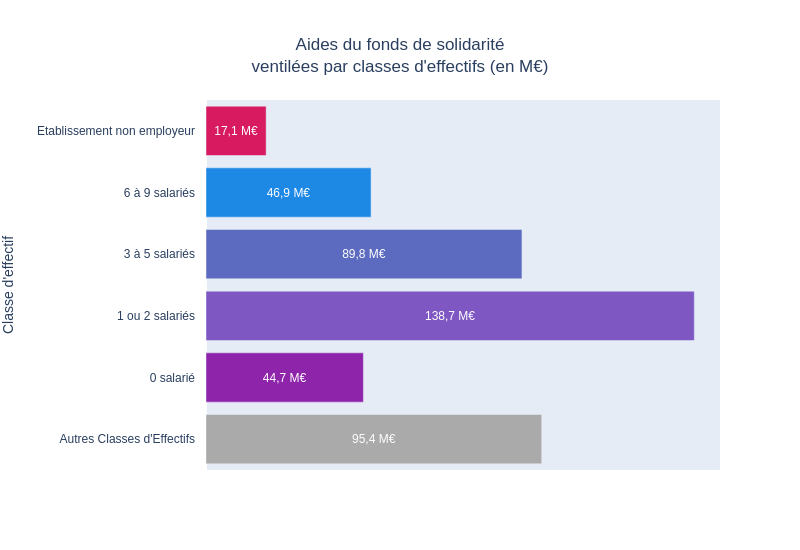 Aides du fonds de solidarité
ventilées par classes d'effectifs (en M€)
Classe d'effectif
Etablissement non employeur
17,1 M€
6 à 9 salariés
46,9 M€
3 à 5 salariés
89,8 M€
1 ou 2 salariés
138,7 M€
0 salarié
44,7 M€
Autres Classes d'Effectifs
95,4 M€